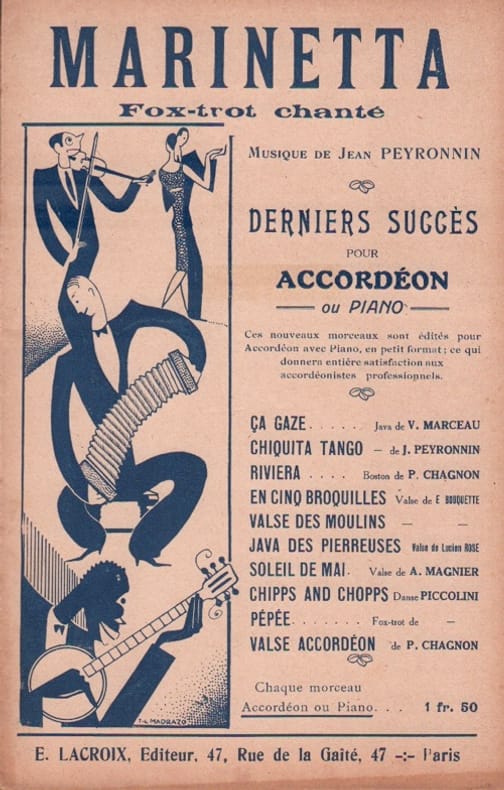 MARINETTA
Fox-trot chanté
MUSIQUE DE JEAN PEYRONNIN
DERNIERS SUCCÈS
POUR
ACCORDÉON
ou PIANO
Ces nouveaux morceaux sont édités pour
Accordéon avec Piano, en petit format; ce qui
donnera entière satisfaction aux
accordéonistes professionnels.
ÇA GAZE . . . . . Java de V. MARCEAU
CHIQUITA TANGO – de J. PEYRONNIN
RIVIERA . . . . Boston de P. CHAGNON
EN CINQ BROQUILLES Valse de E BOUQUETTE
VALSE DES MOULINS – –
JAVA DES PIERREUSES Valse de Lucien ROSE
SOLEIL DE MAI . Valse de A. MAGNIER
CHIPPS AND CHOPPS Danse PICCOLINI
PÉPÉE . . . . . . . Fox-trot de –
VALSE ACCORDÉON de P. CHAGNON
Chaque morceau
Accordéon ou Piano. . . 1 fr. 50
T-L MADRAZO
E. LACROIX, Editeur, 47, Rue de la Gaîté, 47 -:- Paris